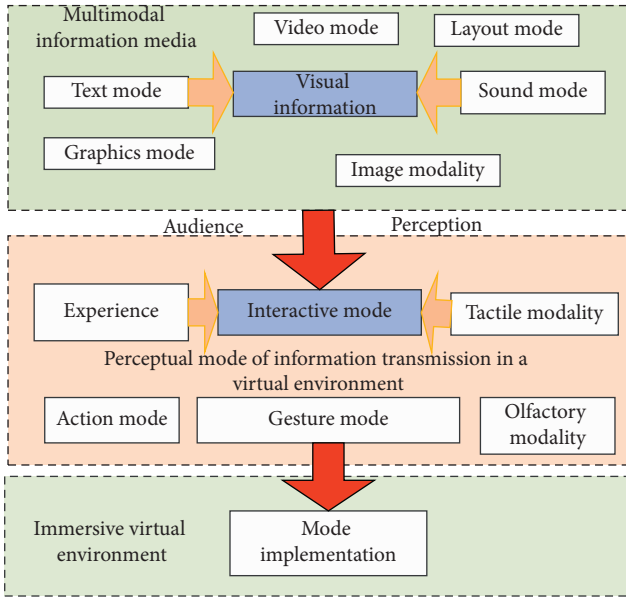 Multimodal
information media
Video mode
Layout mode
Text mode
Visual
information
Sound mode
Graphics mode
Image modality
Audience
Perception
Experience
Interactive mode
Tactile modality
Perceptual mode of information transmission in a
virtual environment
Action mode
Gesture mode
Olfactory
modality
Immersive virtual
environment
Mode
implementation